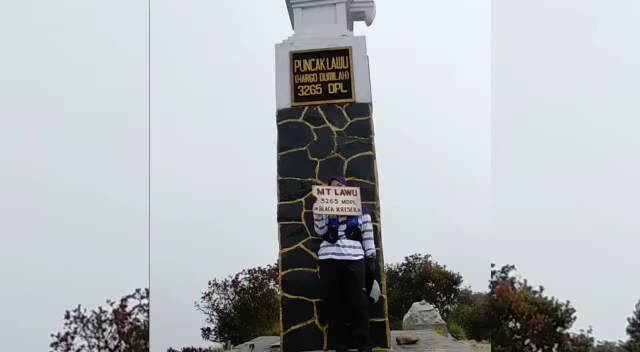 PUNCAK LAWU
(HARGO DUMILAH)
3265 DPL
MT LAWU
3265 MDPL